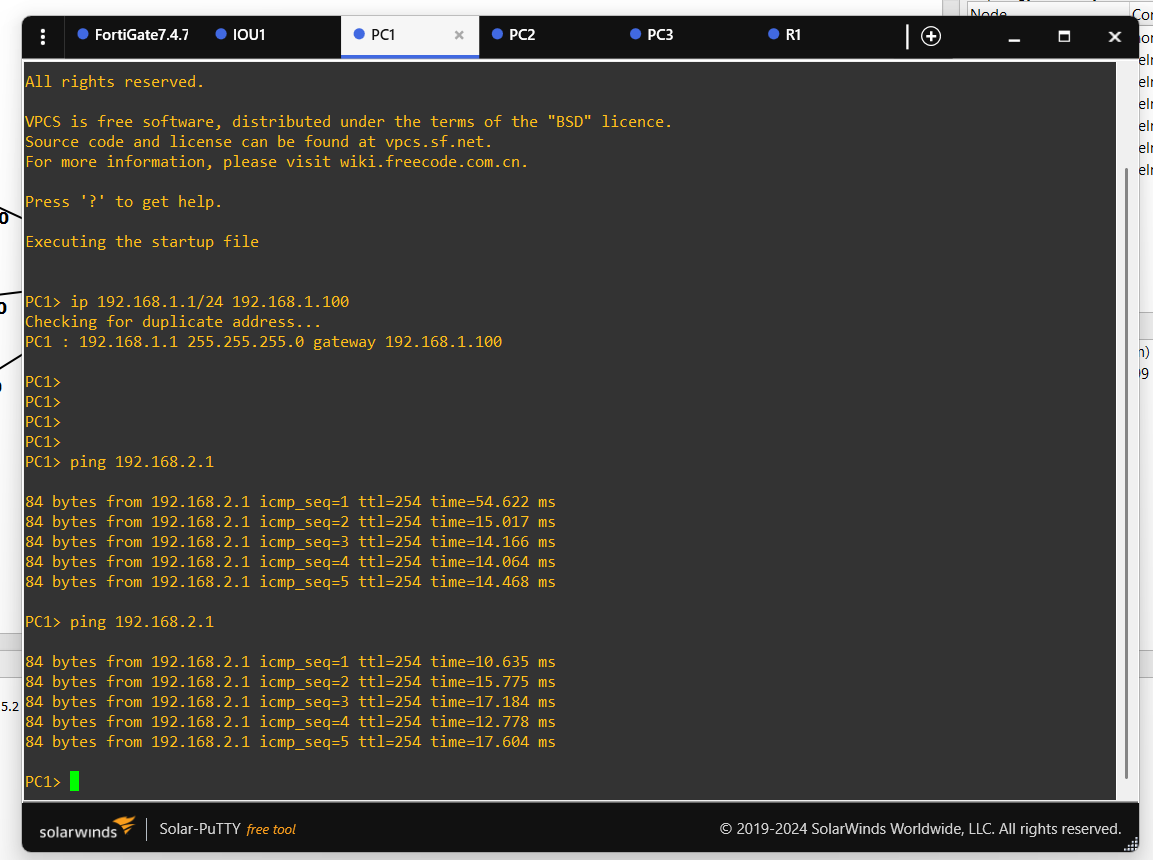 Node
Con
FortiGate7.4.7
IOU1
PC1
PC2
PC3
R1
All rights reserved.
VPCS is free software, distributed under the terms of the "BSD" licence.
Source code and license can be found at vpcs.sf.net.
For more information, please visit wiki.freecode.com.cn.
Press '?' to get help.
Executing the startup file
PC1> ip 192.168.1.1/24 192.168.1.100
Checking for duplicate address...
PC1 : 192.168.1.1 255.255.255.0 gateway 192.168.1.100
PC1>
PC1>
PC1>
PC1>
PC1> ping 192.168.2.1
84 bytes from 192.168.2.1 icmp_seq=1 ttl=254 time=54.622 ms
84 bytes from 192.168.2.1 icmp_seq=2 ttl=254 time=15.017 ms
84 bytes from 192.168.2.1 icmp_seq=3 ttl=254 time=14.166 ms
84 bytes from 192.168.2.1 icmp_seq=4 ttl=254 time=14.064 ms
84 bytes from 192.168.2.1 icmp_seq=5 ttl=254 time=14.468 ms
PC1> ping 192.168.2.1
84 bytes from 192.168.2.1 icmp_seq=1 ttl=254 time=10.635 ms
84 bytes from 192.168.2.1 icmp_seq=2 ttl=254 time=15.775 ms
84 bytes from 192.168.2.1 icmp_seq=3 ttl=254 time=17.184 ms
84 bytes from 192.168.2.1 icmp_seq=4 ttl=254 time=12.778 ms
84 bytes from 192.168.2.1 icmp_seq=5 ttl=254 time=17.604 ms
PC1>
5.2
solarwinds
Solar-PuTTY free tool
© 2019-2024 SolarWinds Worldwide, LLC. All rights reserved.